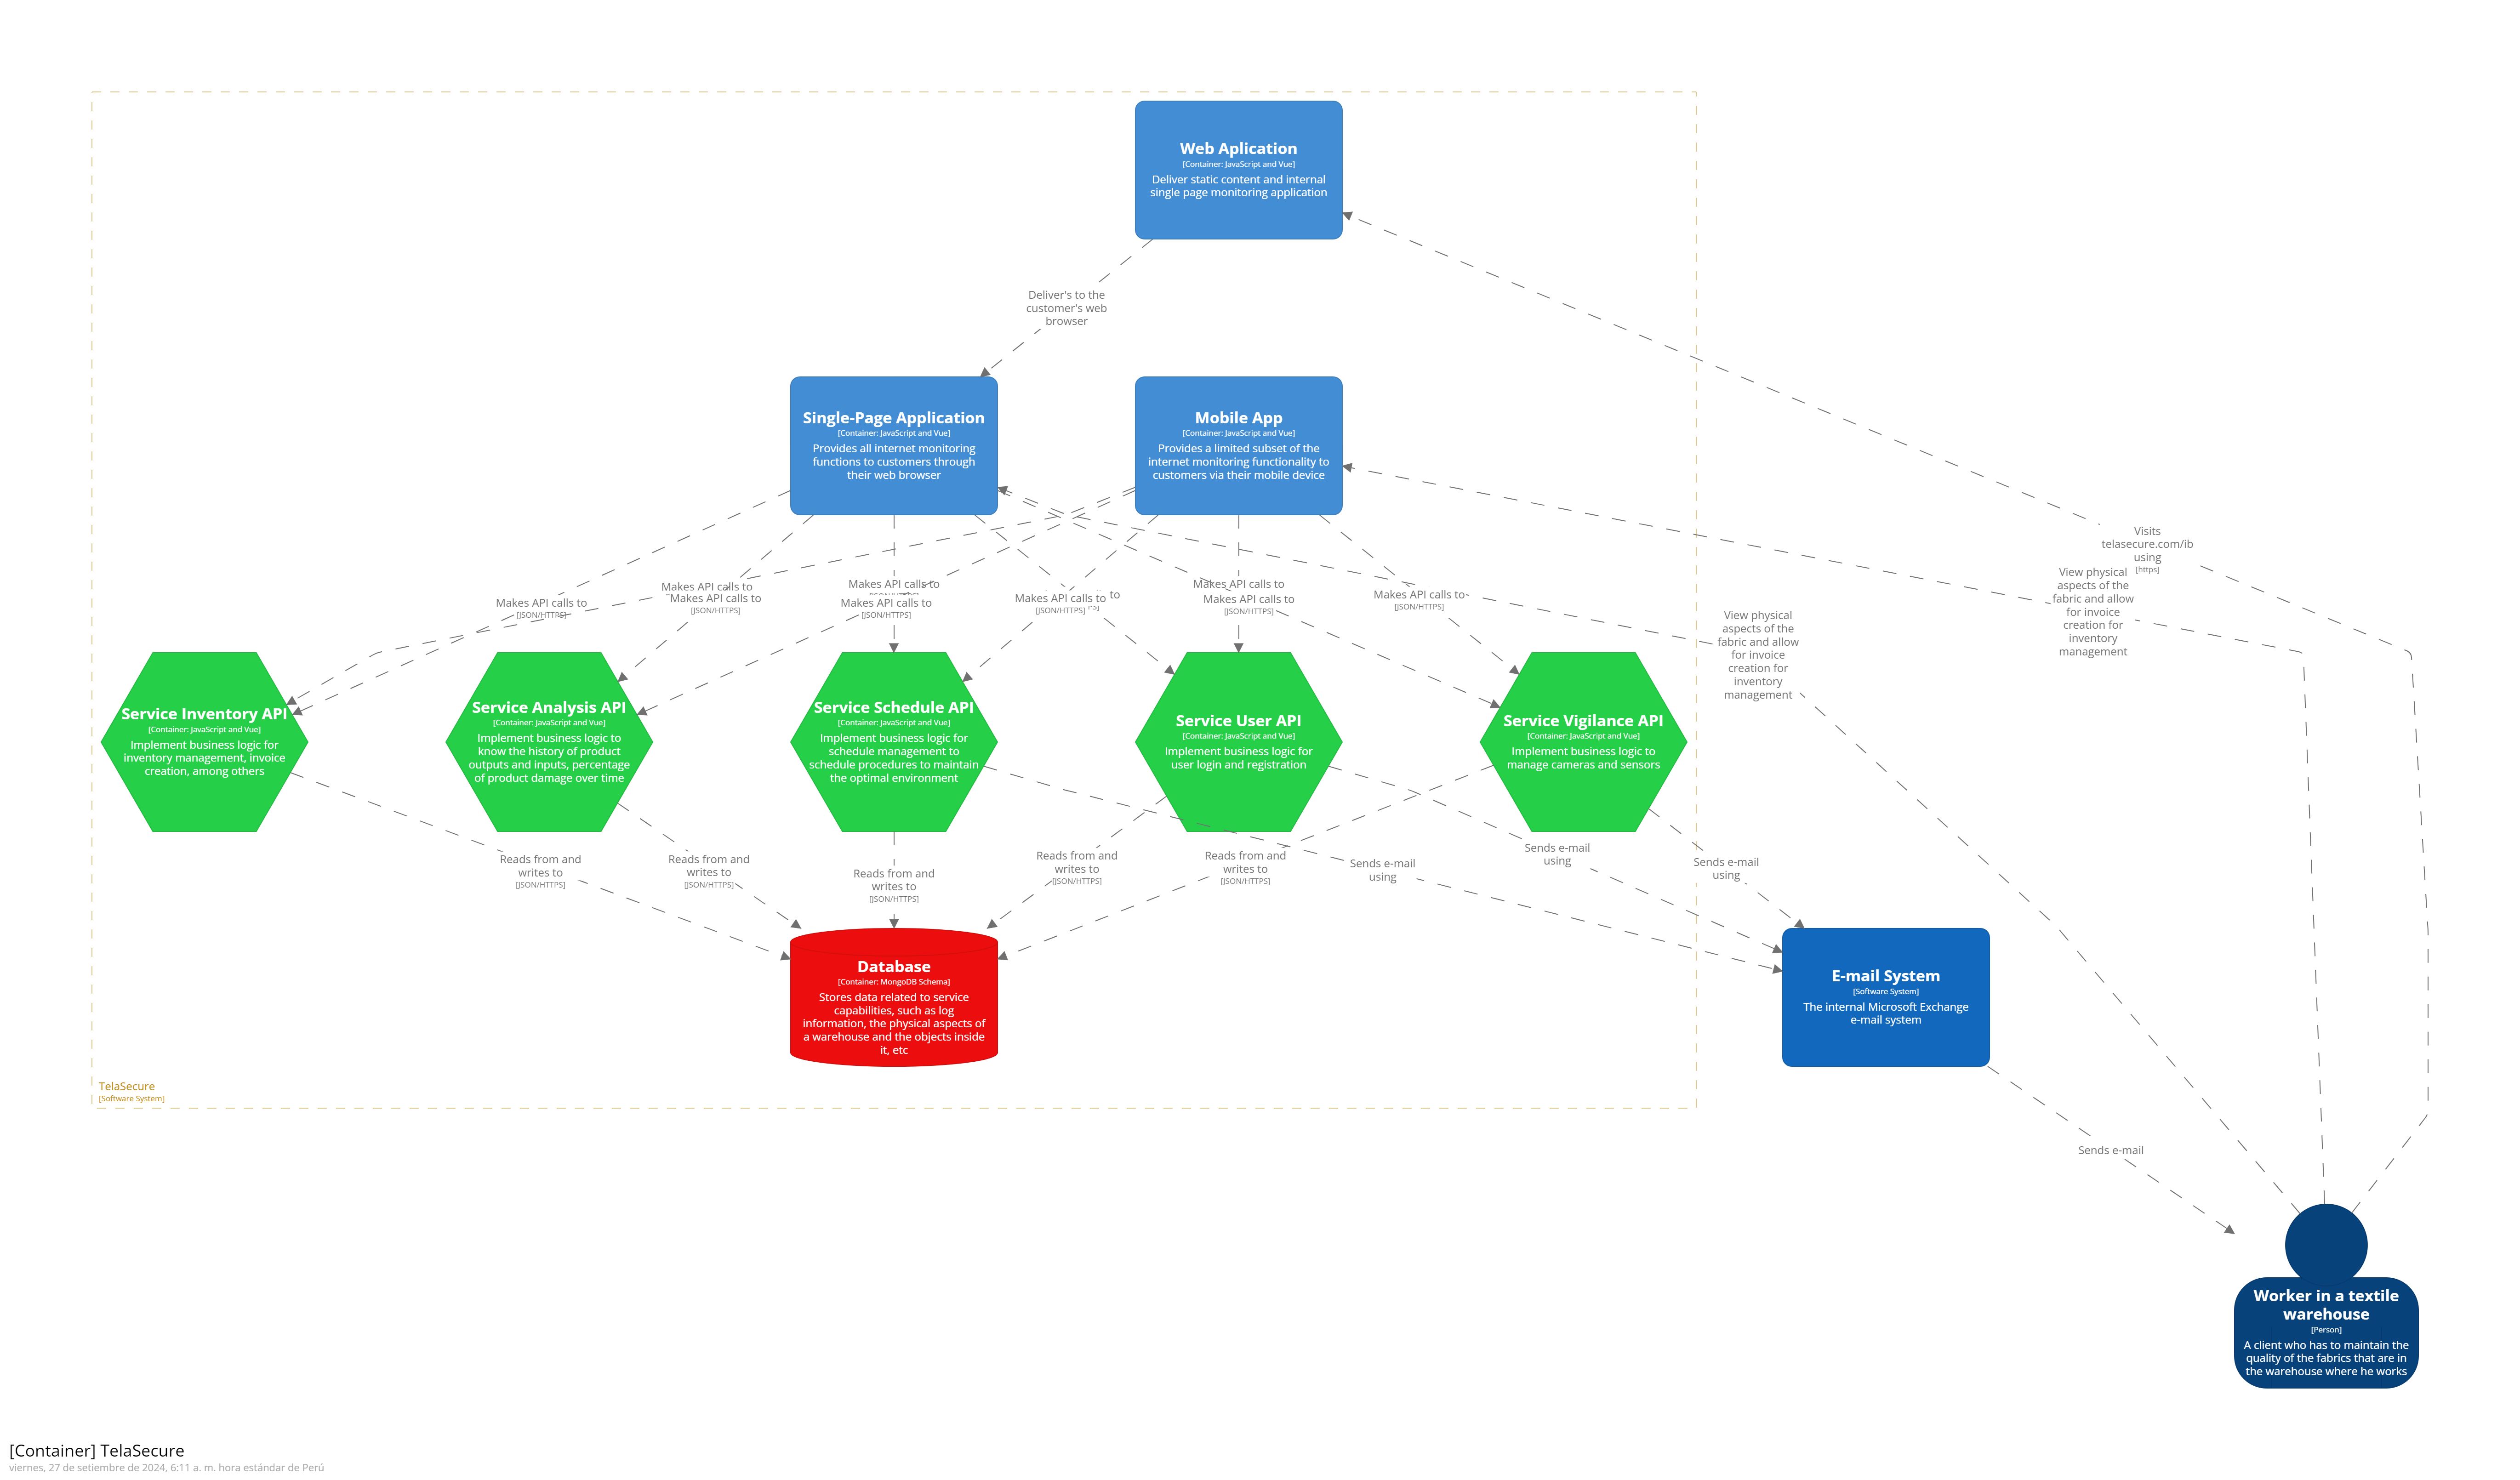 Web Aplication
[Container: JavaScript and Vue]
Deliver static content and internal
single page monitoring application
Deliver's to the
customer's web
browser
Single-Page Application
[Container: JavaScript and Vue]
Provides all internet monitoring
functions to customers through
their web browser
Mobile App
[Container: JavaScript and Vue]
Provides a limited subset of the
internet monitoring functionality to
customers via their mobile device
Visits
telasecure.com/ib
using
[https]
View physical
aspects of the
fabric and allow
for invoice
creation for
inventory
management
View physical
aspects of the
fabric and allow
for invoice
creation for
inventory
management
Makes API calls to
[JSON/HTTPS]
Makes API calls to
Makes API calls to
[JSON/HTTPS]
Makes API calls to
Makes API calls to
[JSON/HTTPS]
Makes API calls to
[JSON/HTTPS]
to
Makes API calls to
Makes API calls to
[JSON/HTTPS]
Makes API calls to
[JSON/HTTPS]
Service Inventory API
[Container: JavaScript and Vue]
Implement business logic for
inventory management, invoice
creation, among others
Service Analysis API
[Container: JavaScript and Vue]
Implement business logic to
know the history of product
outputs and inputs, percentage
of product damage over time
Service Schedule API
[Container: JavaScript and Vue]
Implement business logic for
schedule management to
schedule procedures to maintain
the optimal environment
Service User API
[Container: JavaScript and Vue]
Implement business logic for
user login and registration
Service Vigilance API
[Container: JavaScript and Vue]
Implement business logic to
manage cameras and sensors
Reads from and
writes to
[JSON/HTTPS]
Reads from and
writes to
[JSON/HTTPS]
Reads from and
writes to
[JSON/HTTPS]
Reads from and
writes to
[JSON/HTTPS]
Reads from and
writes to
[JSON/HTTPS]
Sends e-mail
using
Sends e-mail
using
Sends e-mail
using
Database
[Container: MongoDB Schema]
Stores data related to service
capabilities, such as log
information, the physical aspects of
a warehouse and the objects inside
it, etc
E-mail System
[Software System]
The internal Microsoft Exchange
e-mail system
TelaSecure
[Software System]
Sends e-mail
Worker in a textile
warehouse
[Person]
A client who has to maintain the
quality of the fabrics that are in
the warehouse where he works
[Container] TelaSecure
viernes, 27 de setiembre de 2024, 6:11 a. m. hora estándar de Perú